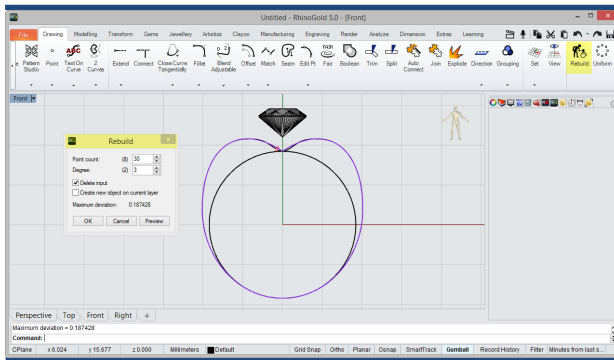 Untitled - RhinoGold 5.0 - [Front]
File Drawing Modelling Transform Gems Jewellery Artistics Clayoo Manufacturing Engraving Render Analyze Dimension Extras Learning
Pattern Studio Point Text On Curve 2 Curves Extend Connect Close Curve Tangentially Fillet Blend Adjustable Offset Match Seam Edit Pt Fair Boolean Trim Split Auto Connect Join Explode Direction Grouping Set View Rebuild Uniform
Front
Rebuild
Point count: (8) 30
Degree: (2) 3
Delete input
Create new object on current layer
Maximum deviation: 0.187428
OK Cancel Preview
Perspective Top Front Right
Maximum deviation = 0.187428
Command:
CPlane x 6.024 y 15.677 z 0.000 Millimeters Default Grid Snap Ortho Planar Osnap SmartTrack Gumball Record History Filter Minutes from last s...